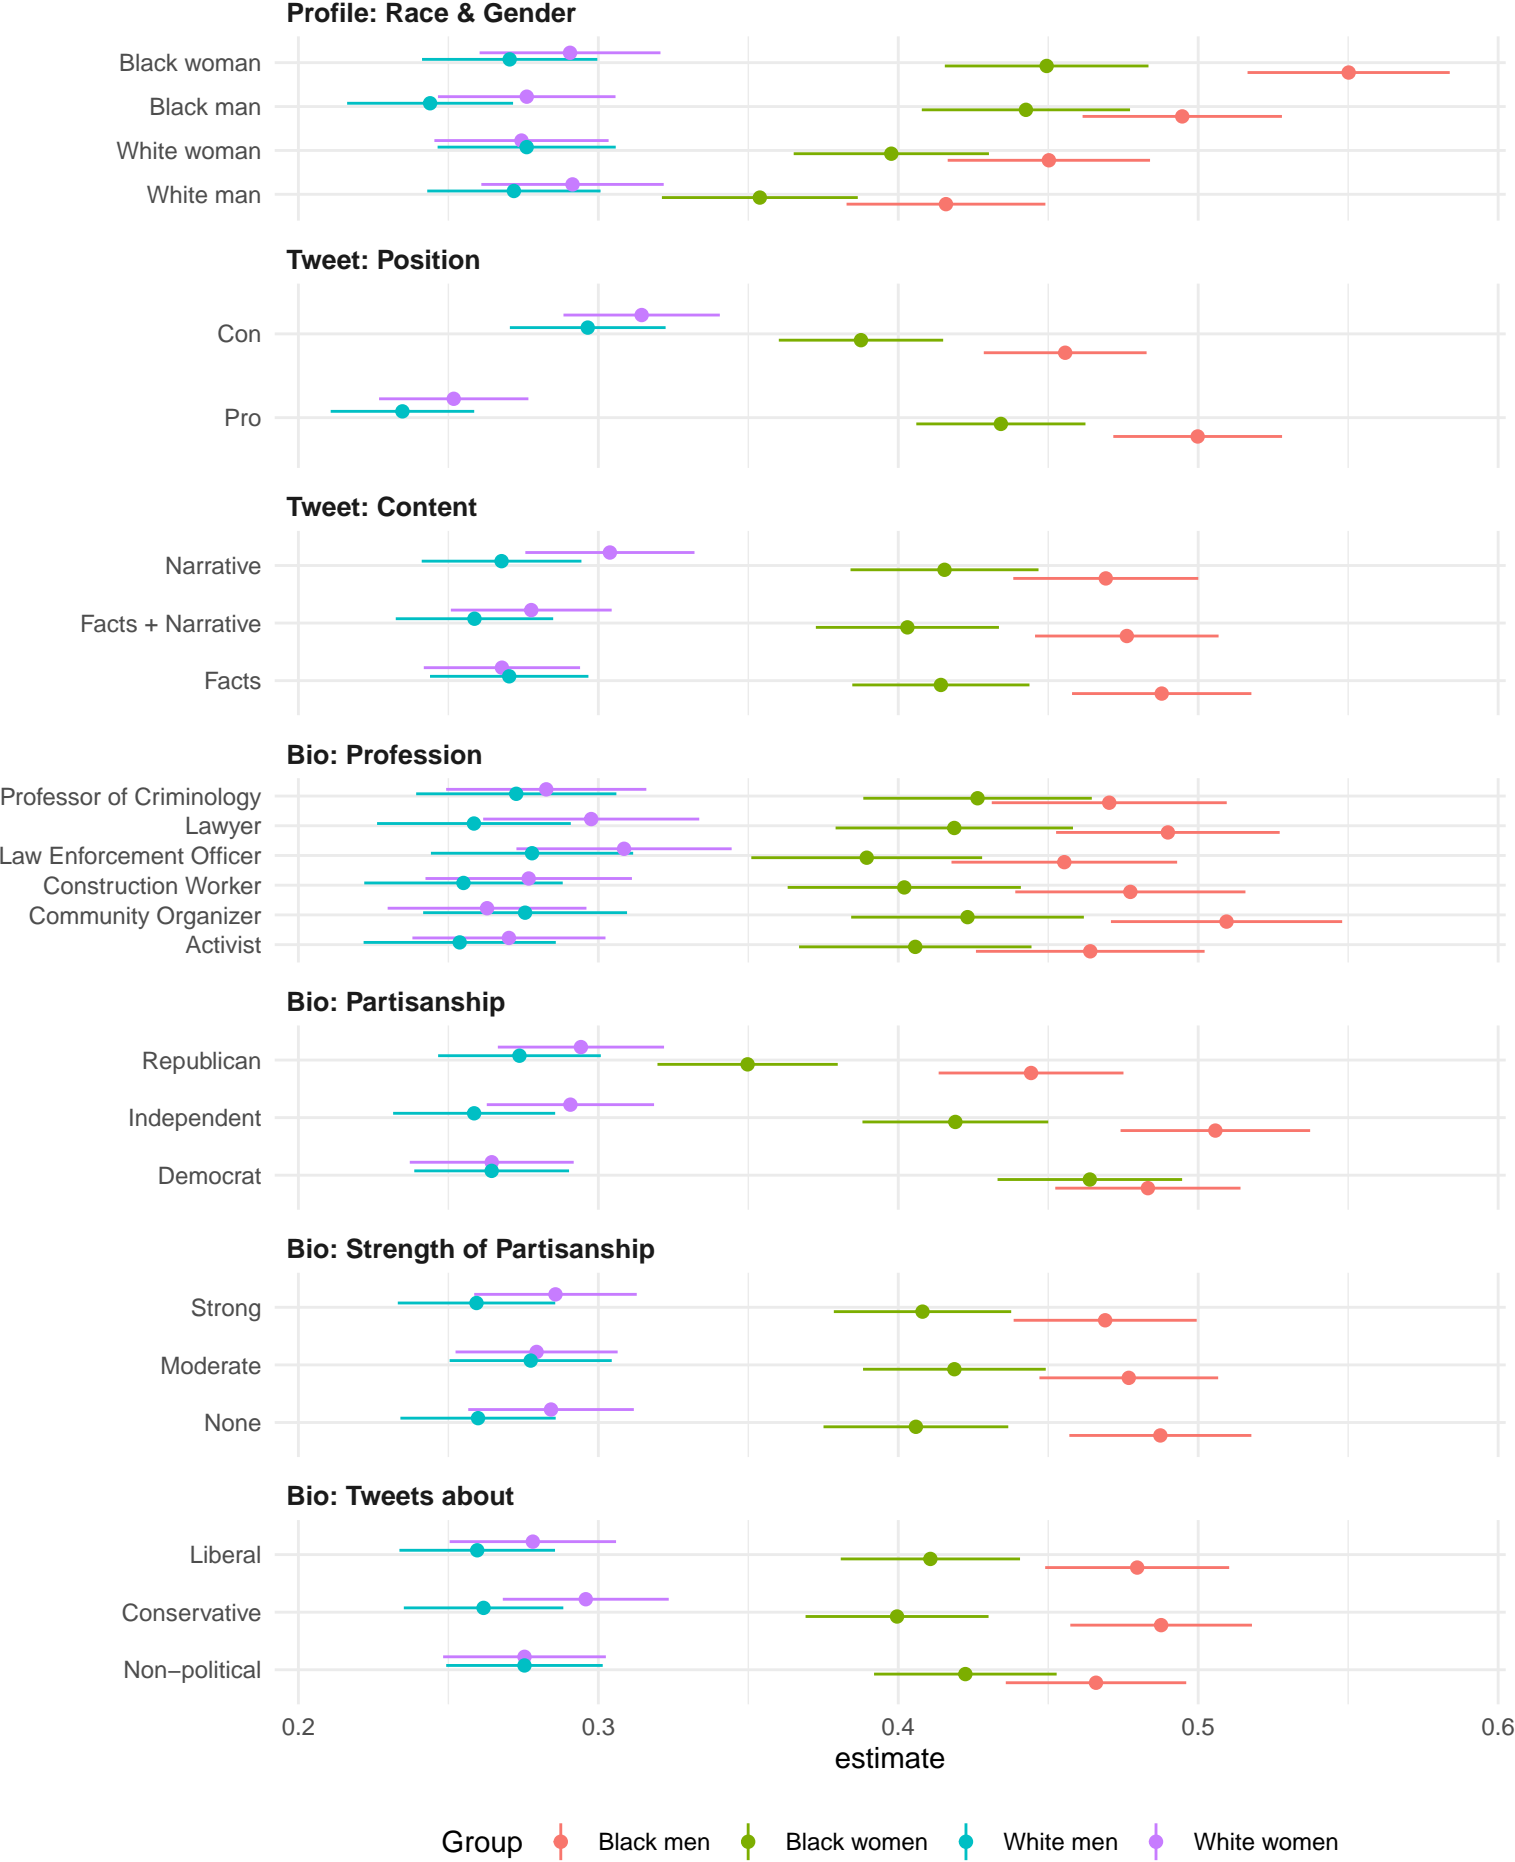 Profile: Race & Gender
Black woman
Black man
White woman
White man
Tweet: Position
Con
Pro
Tweet: Content
Narrative
Facts + Narrative
Facts
Bio: Profession
Professor of Criminology
Lawyer
Law Enforcement Officer
Construction Worker
Community Organizer
Activist
Bio: Partisanship
Republican
Independent
Democrat
Bio: Strength of Partisanship
Strong
Moderate
None
Bio: Tweets about
Liberal
Conservative
Non−political
0.2 0.3 0.4 0.5 0.6
estimate
Group Black men Black women White men White women